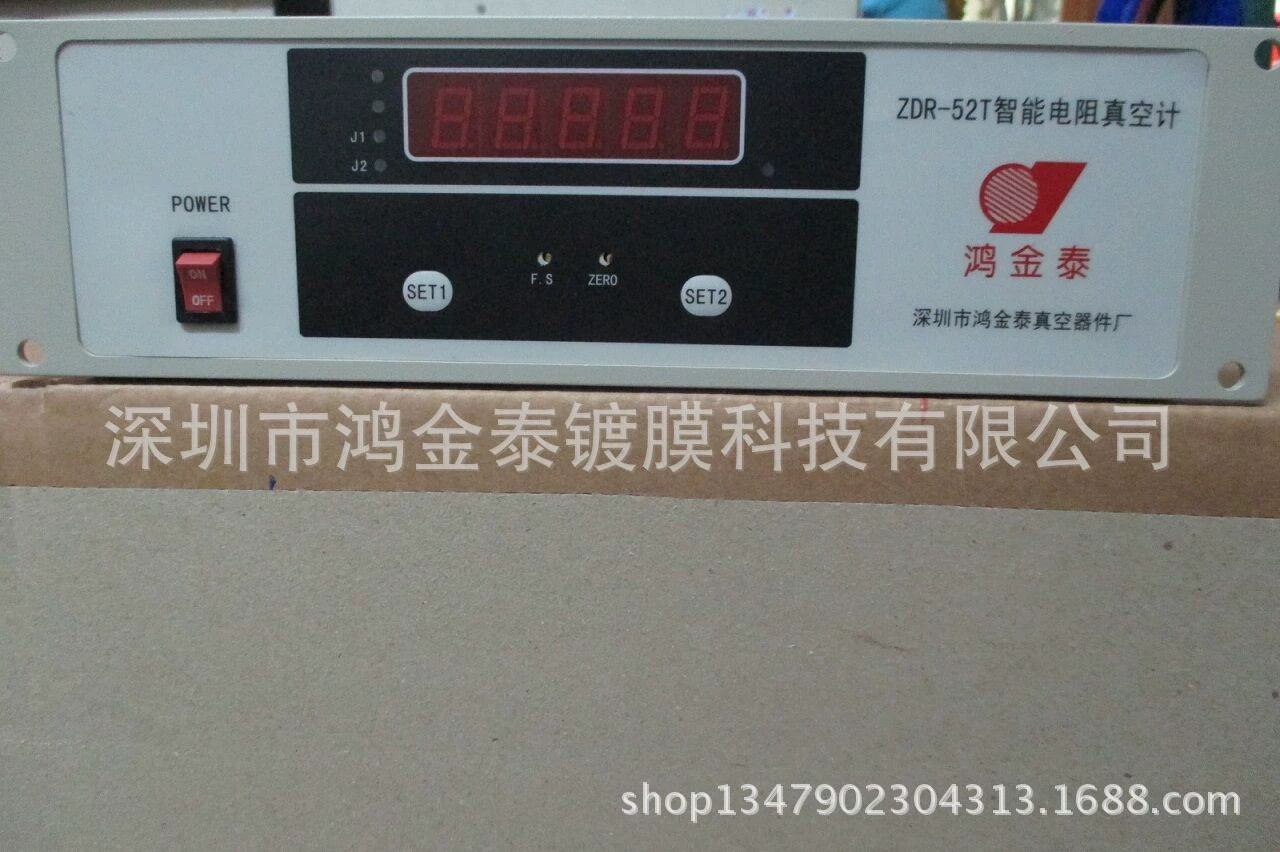 ZDR-52T智能电阻真空计
J1
J2
POWER
ON
OFF
F.S
ZERO
SET1
SET2
鸿金泰
深圳市鸿金泰真空器件厂
深圳市鸿金泰镀膜科技有限公司
shop1347902304313.1688.com